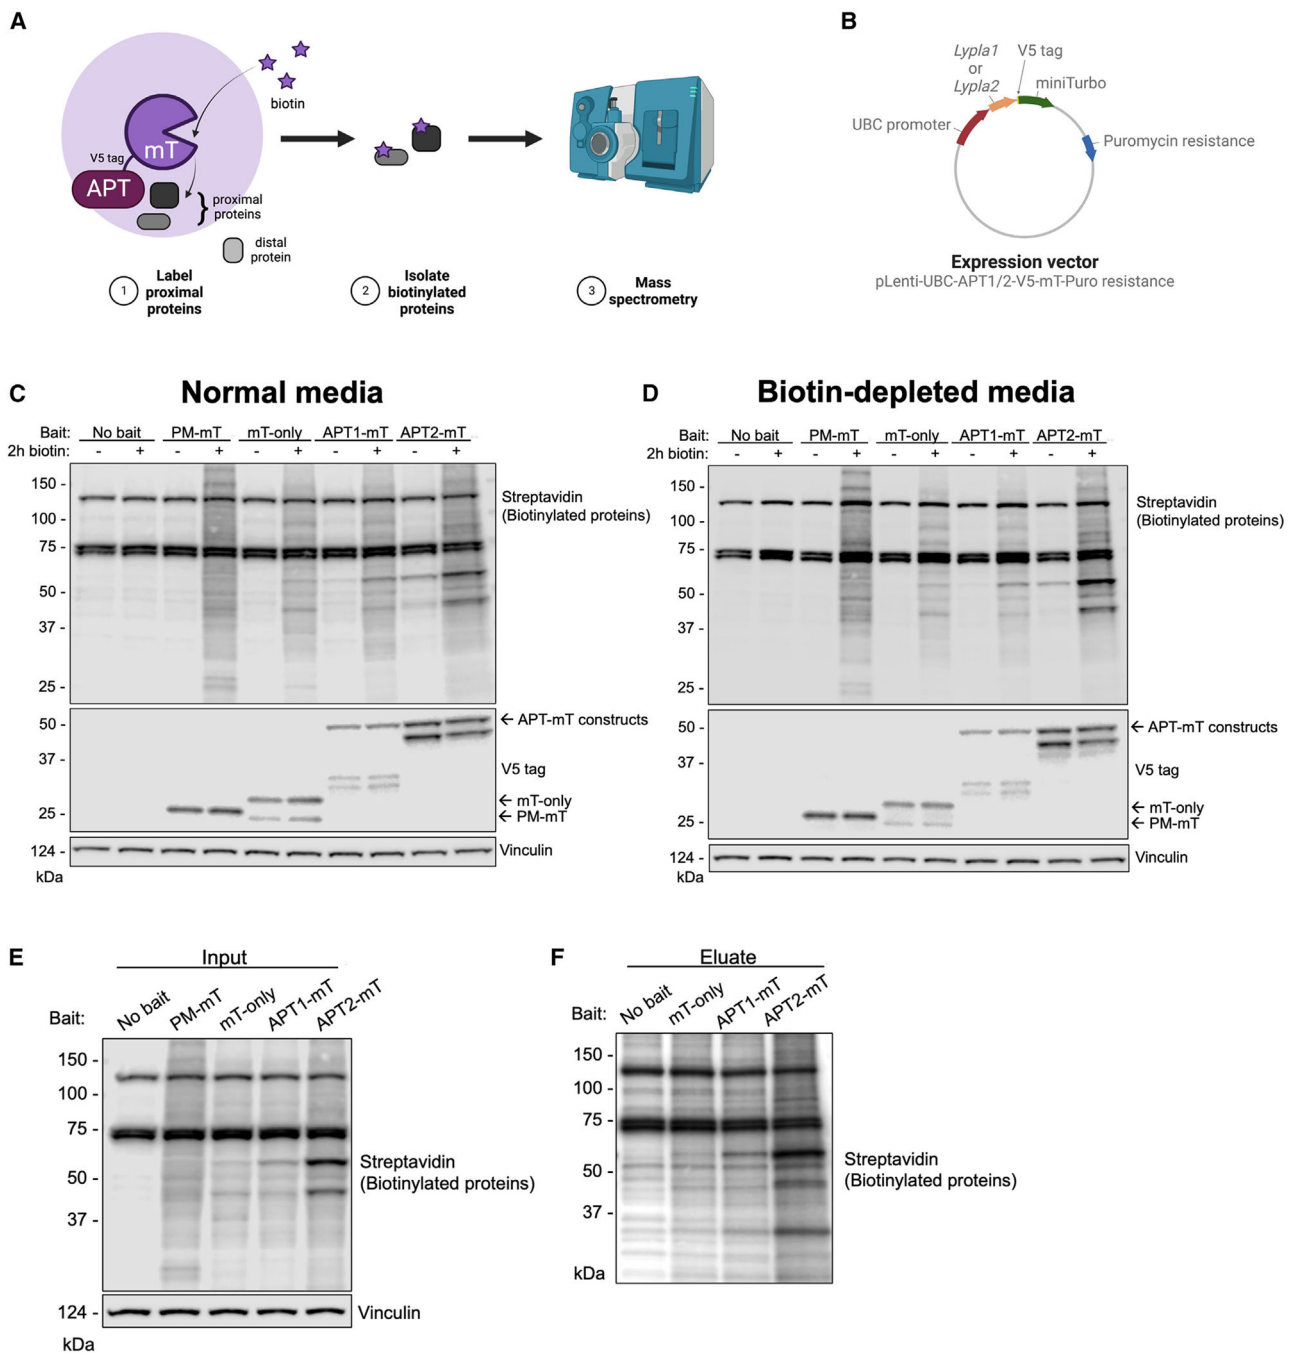 A
biotin
mT
V5 tag
APT
proximal
proteins
distal
protein
1
Label
proximal
proteins
2
Isolate
biotinylated
proteins
3
Mass
spectrometry
B
Lypla1
or
Lypla2
V5 tag
miniTurbo
UBC promoter
Puromycin resistance
Expression vector
pLenti-UBC-APT1/2-V5-mT-Puro resistance
C
Normal media
Bait: No bait PM-mT mT-only APT1-mT APT2-mT
2h biotin: - + - + - + - + - +
150 -
100 -
75 -
50 -
37 -
25 -
Streptavidin
(Biotinylated proteins)
50 -
37 -
25 -
← APT-mT constructs
V5 tag
← mT-only
← PM-mT
124 -
Vinculin
kDa
D
Biotin-depleted media
Bait: No bait PM-mT mT-only APT1-mT APT2-mT
2h biotin: - + - + - + - + - +
150 -
100 -
75 -
50 -
37 -
25 -
Streptavidin
(Biotinylated proteins)
50 -
37 -
25 -
← APT-mT constructs
V5 tag
← mT-only
← PM-mT
124 -
Vinculin
kDa
E
Input
Bait: No bait PM-mT mT-only APT1-mT APT2-mT
150 -
100 -
75 -
50 -
37 -
Streptavidin
(Biotinylated proteins)
124 -
Vinculin
kDa
F
Eluate
Bait: No bait mT-only APT1-mT APT2-mT
150 -
100 -
75 -
50 -
37 -
kDa
Streptavidin
(Biotinylated proteins)